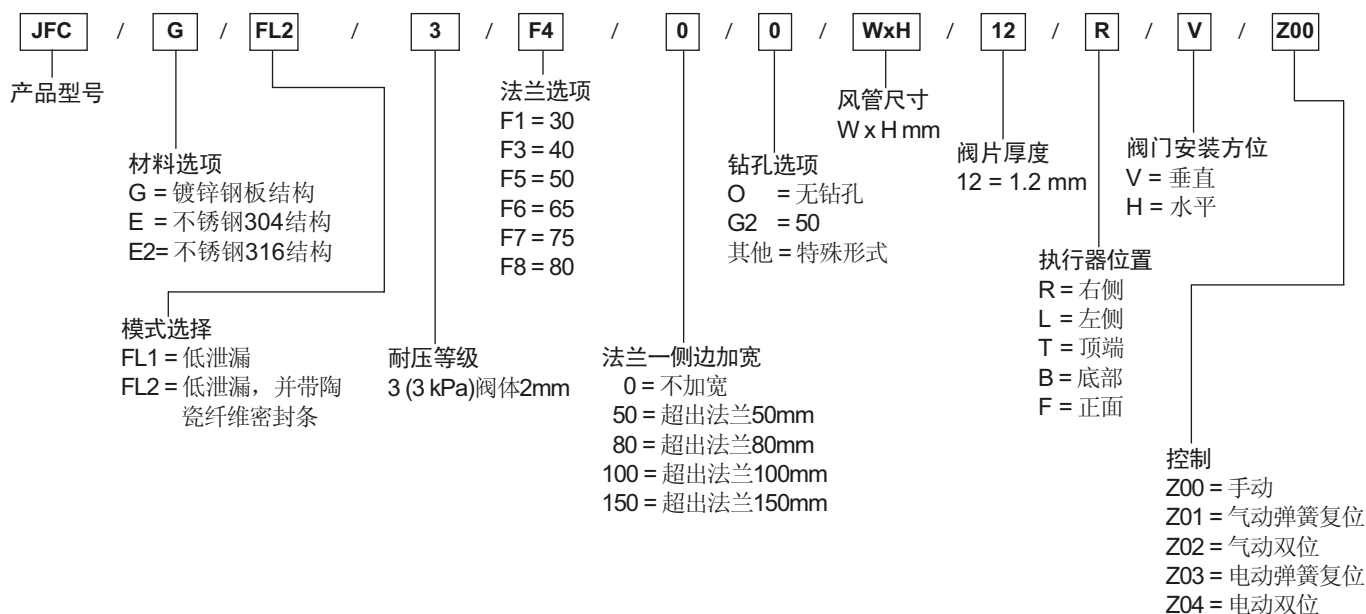 JFC / G / FL2 / 3 / F4 / 0 / 0 / WxH / 12 / R / V / Z00
产品型号
材料选项
G = 镀锌钢板结构
E = 不锈钢304结构
E2= 不锈钢316结构
模式选择
FL1 = 低泄漏
FL2 = 低泄漏，并带陶
瓷纤维密封条
耐压等级
3 (3 kPa)阀体2mm
法兰选项
F1 = 30
F3 = 40
F5 = 50
F6 = 65
F7 = 75
F8 = 80
法兰一侧边加宽
0 = 不加宽
50 = 超出法兰50mm
80 = 超出法兰80mm
100 = 超出法兰100mm
150 = 超出法兰150mm
钻孔选项
O = 无钻孔
G2 = 50
其他 = 特殊形式
风管尺寸
W x H mm
阀片厚度
12 = 1.2 mm
执行器位置
R = 右侧
L = 左侧
T = 顶端
B = 底部
F = 正面
阀门安装方位
V = 垂直
H = 水平
控制
Z00 = 手动
Z01 = 气动弹簧复位
Z02 = 气动双位
Z03 = 电动弹簧复位
Z04 = 电动双位